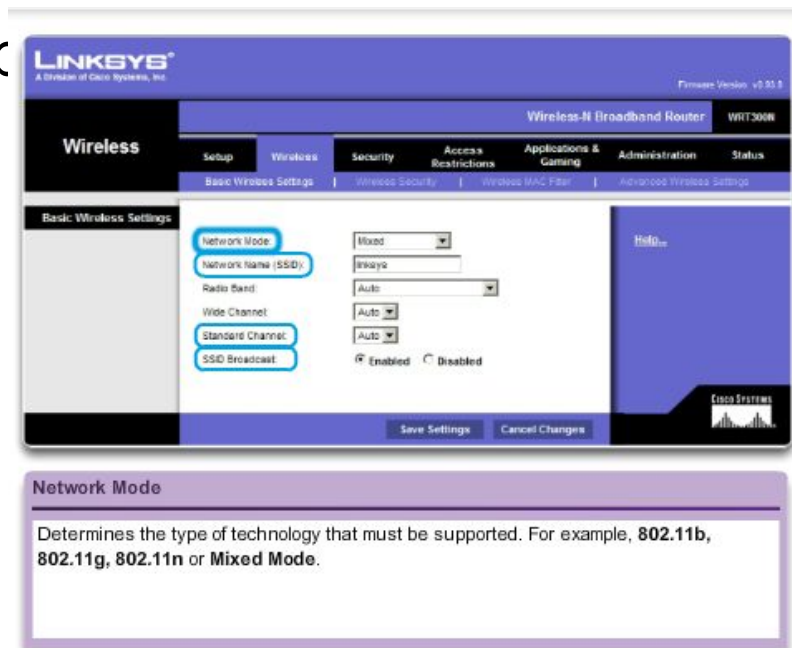 LINKSYS®
A Division of Cisco Systems, Inc.
Firmware Version
Wireless-N Broadband Router WRT300N
Wireless
Setup Wireless Security Access Restrictions Applications & Gaming Administration Status
Basic Wireless Settings | Wireless Security | Wireless MAC Filter | Advanced Wireless Settings
Basic Wireless Settings
Network Mode: Mixed
Help...
Network Name (SSID): linksys
Radio Band: Auto
Wide Channel: Auto
Standard Channel: Auto
SSID Broadcast: Enabled Disabled
CISCO SYSTEMS
Save Settings Cancel Changes
Network Mode
Determines the type of technology that must be supported. For example, 802.11b,
802.11g, 802.11n or Mixed Mode.